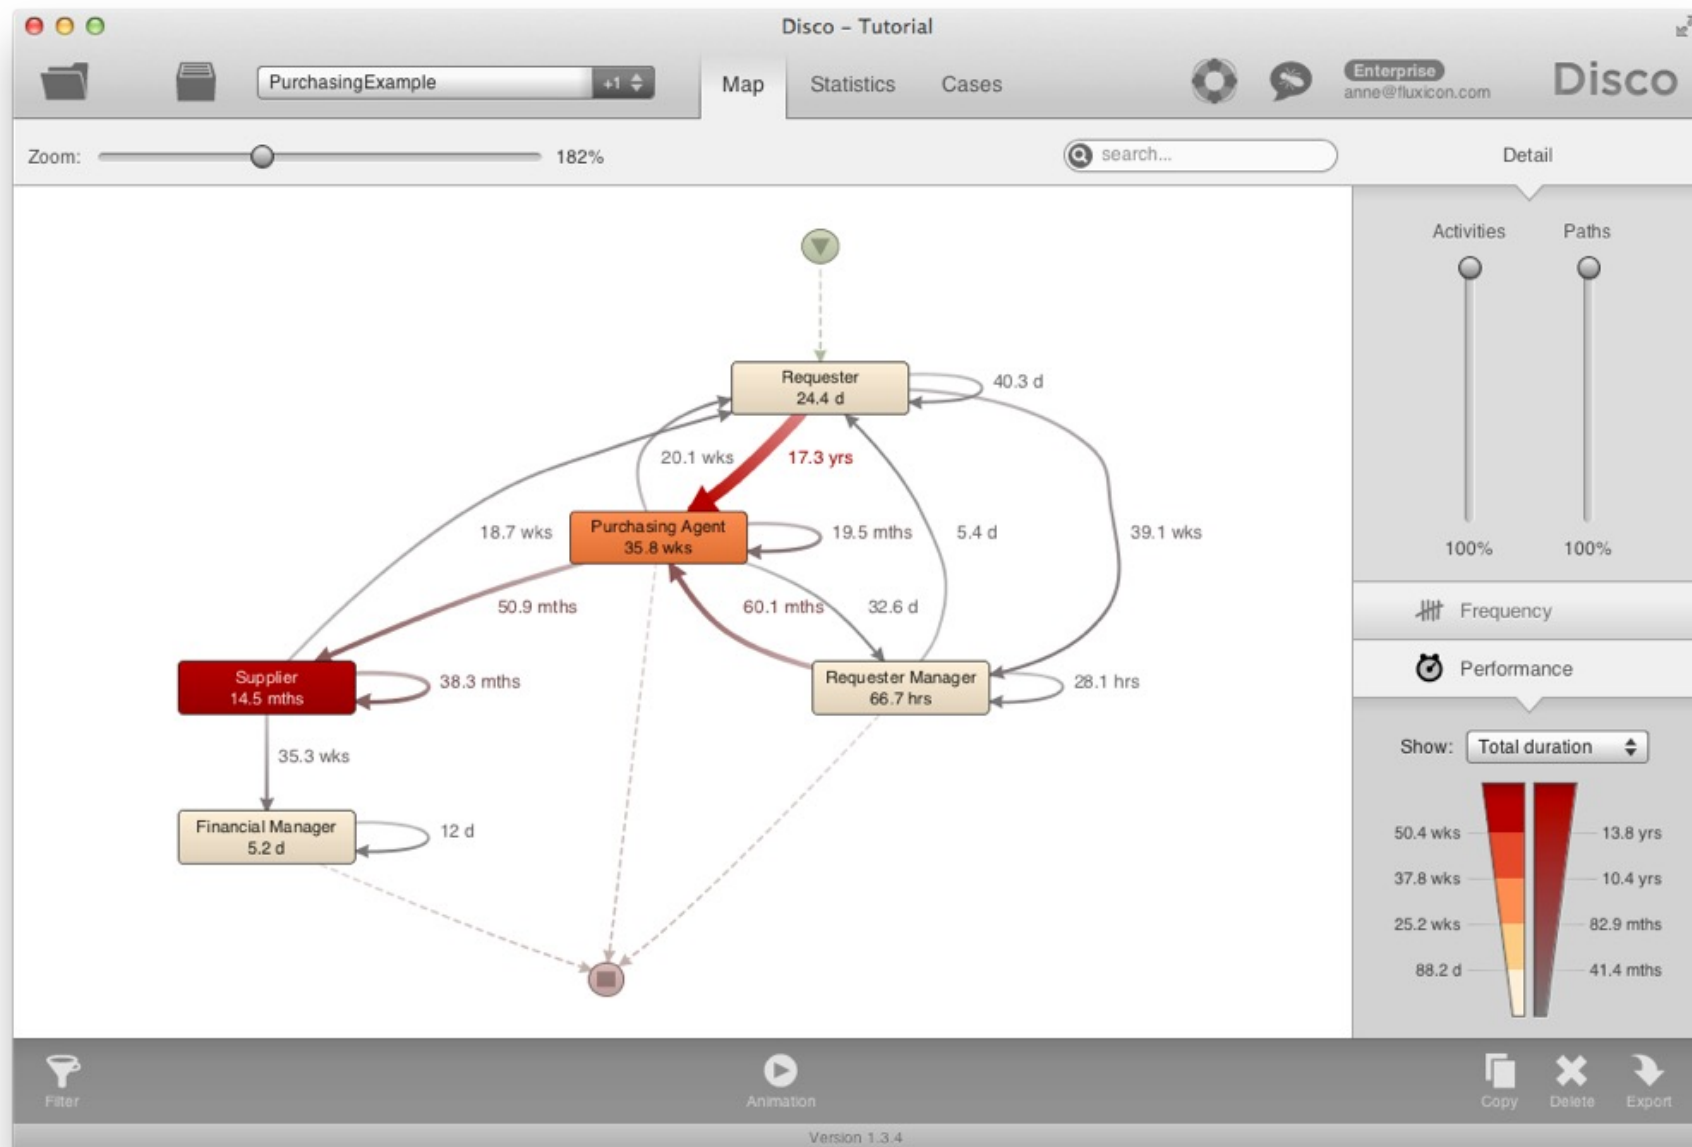 Disco – Tutorial
PurchasingExample
+1
Map
Statistics
Cases
Enterprise
anne@fluxicon.com
Disco
Zoom:
182%
search...
Detail
Activities
Paths
Requester
24.4 d
40.3 d
20.1 wks
17.3 yrs
Purchasing Agent
35.8 wks
18.7 wks
19.5 mths
5.4 d
39.1 wks
100%
100%
50.9 mths
60.1 mths
32.6 d
Frequency
Supplier
14.5 mths
38.3 mths
Requester Manager
66.7 hrs
28.1 hrs
Performance
35.3 wks
Show:
Total duration
Financial Manager
5.2 d
12 d
50.4 wks
13.8 yrs
37.8 wks
10.4 yrs
25.2 wks
82.9 mths
88.2 d
41.4 mths
Filter
Animation
Copy
Delete
Export
Version 1.3.4